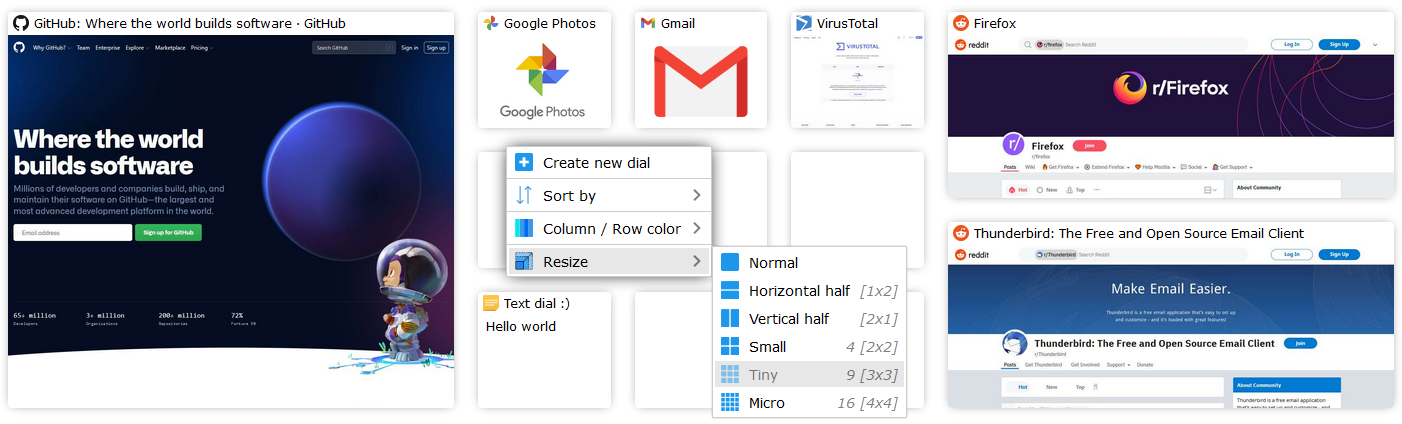 GitHub: Where the world builds software · GitHub
Why GitHub? Team Enterprise Explore Marketplace Pricing Search GitHub / Sign in Sign up
Where the world
builds software
Millions of developers and companies build, ship, and
maintain their software on GitHub—the largest and
most advanced development platform in the world.
Email address Sign up for GitHub
65+ million 3+ million 200+ million 72%
Developers Organizations Repositories Fortune 50
Google Photos
Google Photos
Gmail
VirusTotal
VIRUSTOTAL
Create new dial
Sort by
Column / Row color
Resize
Normal
Horizontal half [1x2]
Vertical half [2x1]
Small 4 [2x2]
Tiny 9 [3x3]
Micro 16 [4x4]
Text dial :)
Hello world
Firefox
reddit r/firefox Search Reddit Log In Sign Up
r/Firefox
r/
Firefox Join
r/firefox
Posts Wiki Get Firefox Extend Firefox Help Mozilla Social Get Support
Hot New Top ... About Community
Thunderbird: The Free and Open Source Email Client
reddit r/Thunderbird Search Reddit Log In Sign Up
Make Email Easier.
Thunderbird is a free email application that's easy to set up
and customize - and it's loaded with great features!
Thunderbird: The Free and Open Source Email Client Join
r/Thunderbird
Posts Get Thunderbird Get Involved Support Donate
Hot New Top About Community
Thunderbird is a free email application